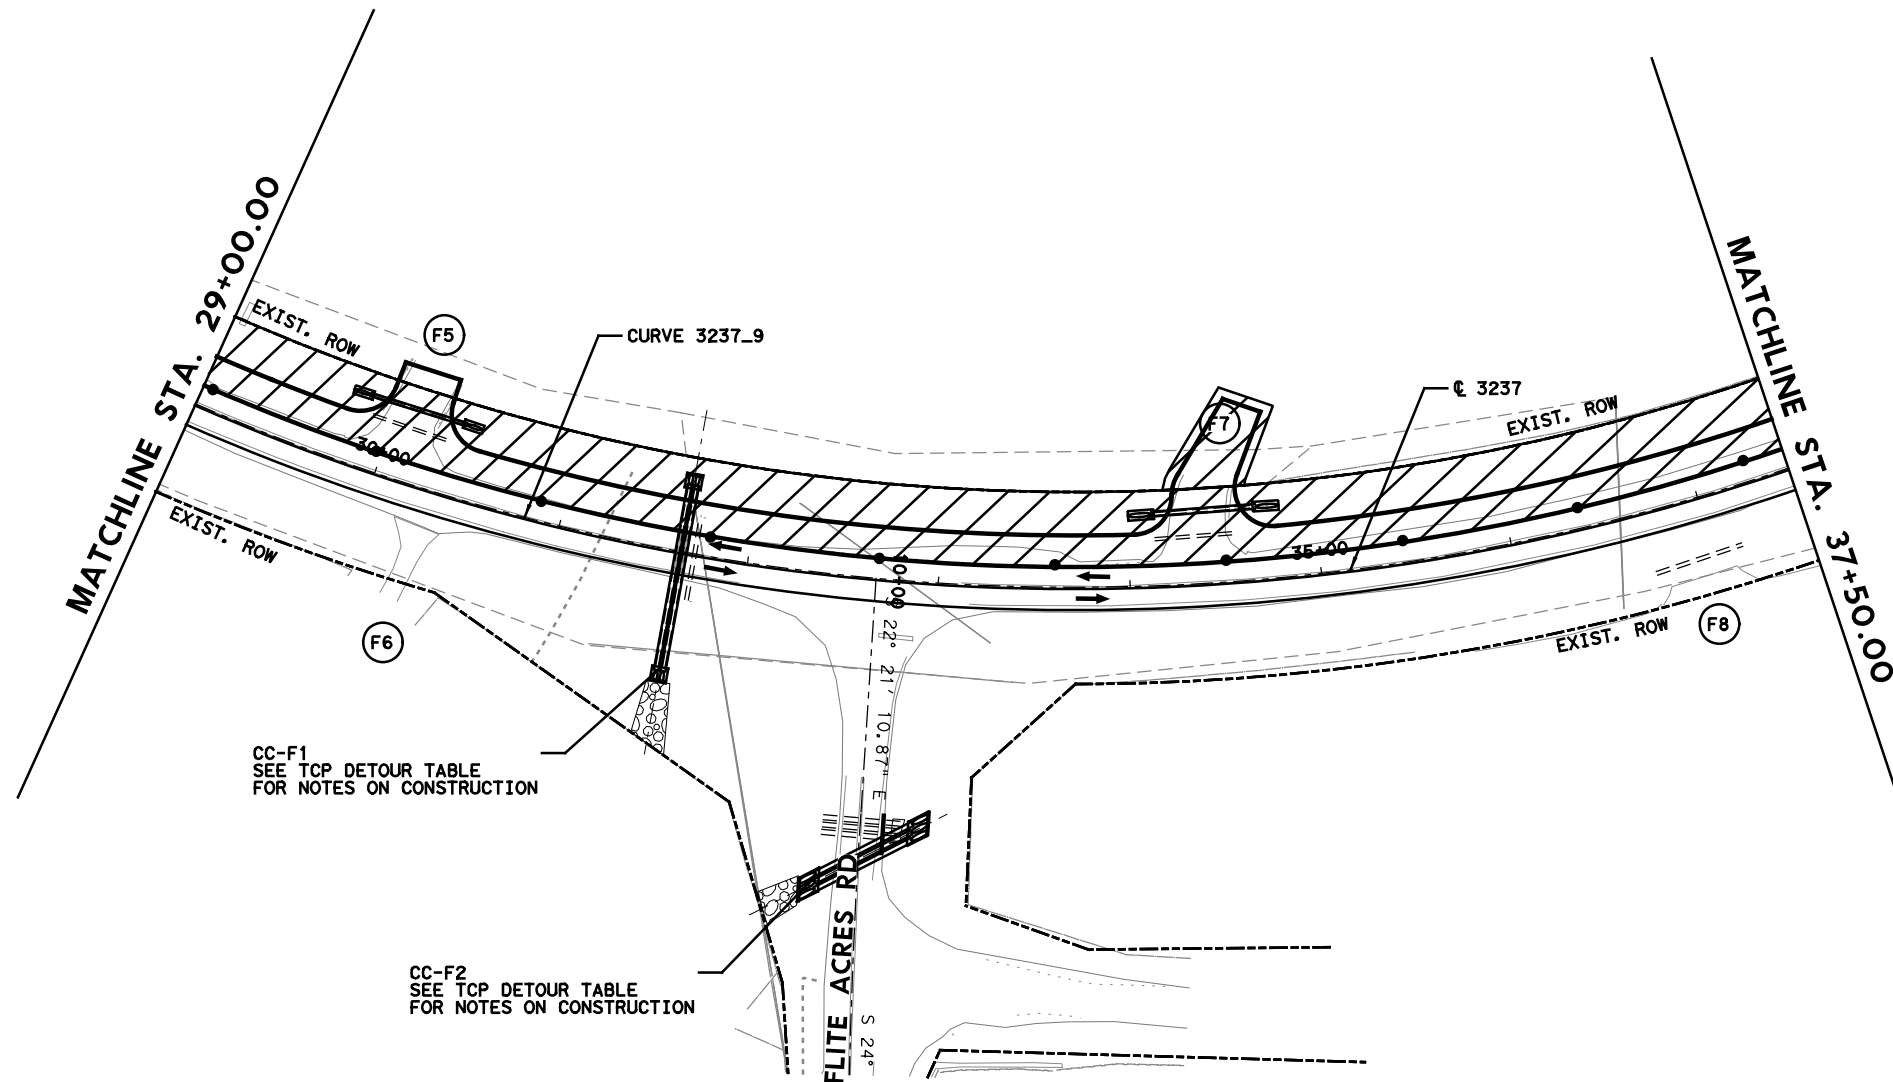 MATCHLINE STA. 29+00.00
EXIST. ROW
F5
CURVE 3237_9
℄ 3237
EXIST. ROW
MATCHLINE STA. 37+50.00
F7
30+00
35+00
10+00
EXIST. ROW
F6
EXIST. ROW
F8
22° 21' 10.87" E
CC-F1
SEE TCP DETOUR TABLE
FOR NOTES ON CONSTRUCTION
CC-F2
SEE TCP DETOUR TABLE
FOR NOTES ON CONSTRUCTION
FLITE ACRES RD
S 24°